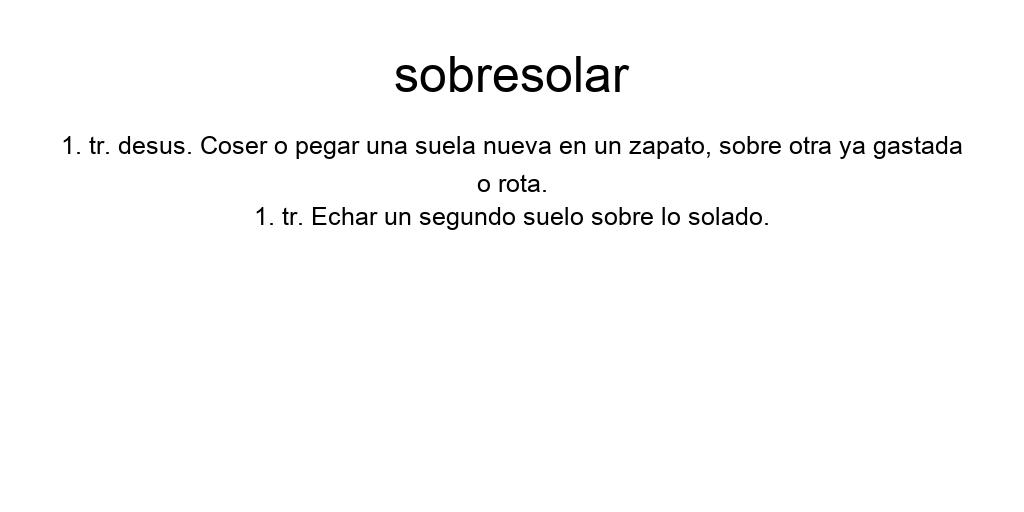 sobresolar
1. tr. desus. Coser o pegar una suela nueva en un zapato, sobre otra ya gastada
o rota.
1. tr. Echar un segundo suelo sobre lo solado.